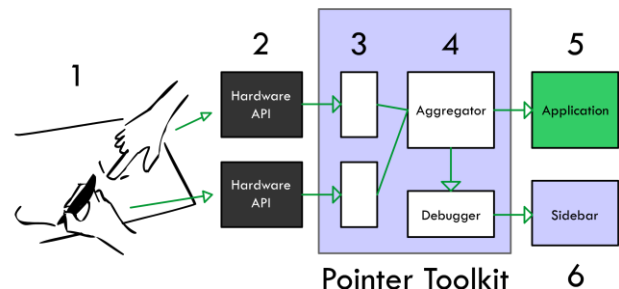 1
2
3
4
5
Hardware
API
Aggregator
Application
Hardware
API
Debugger
Sidebar
Pointer Toolkit
6